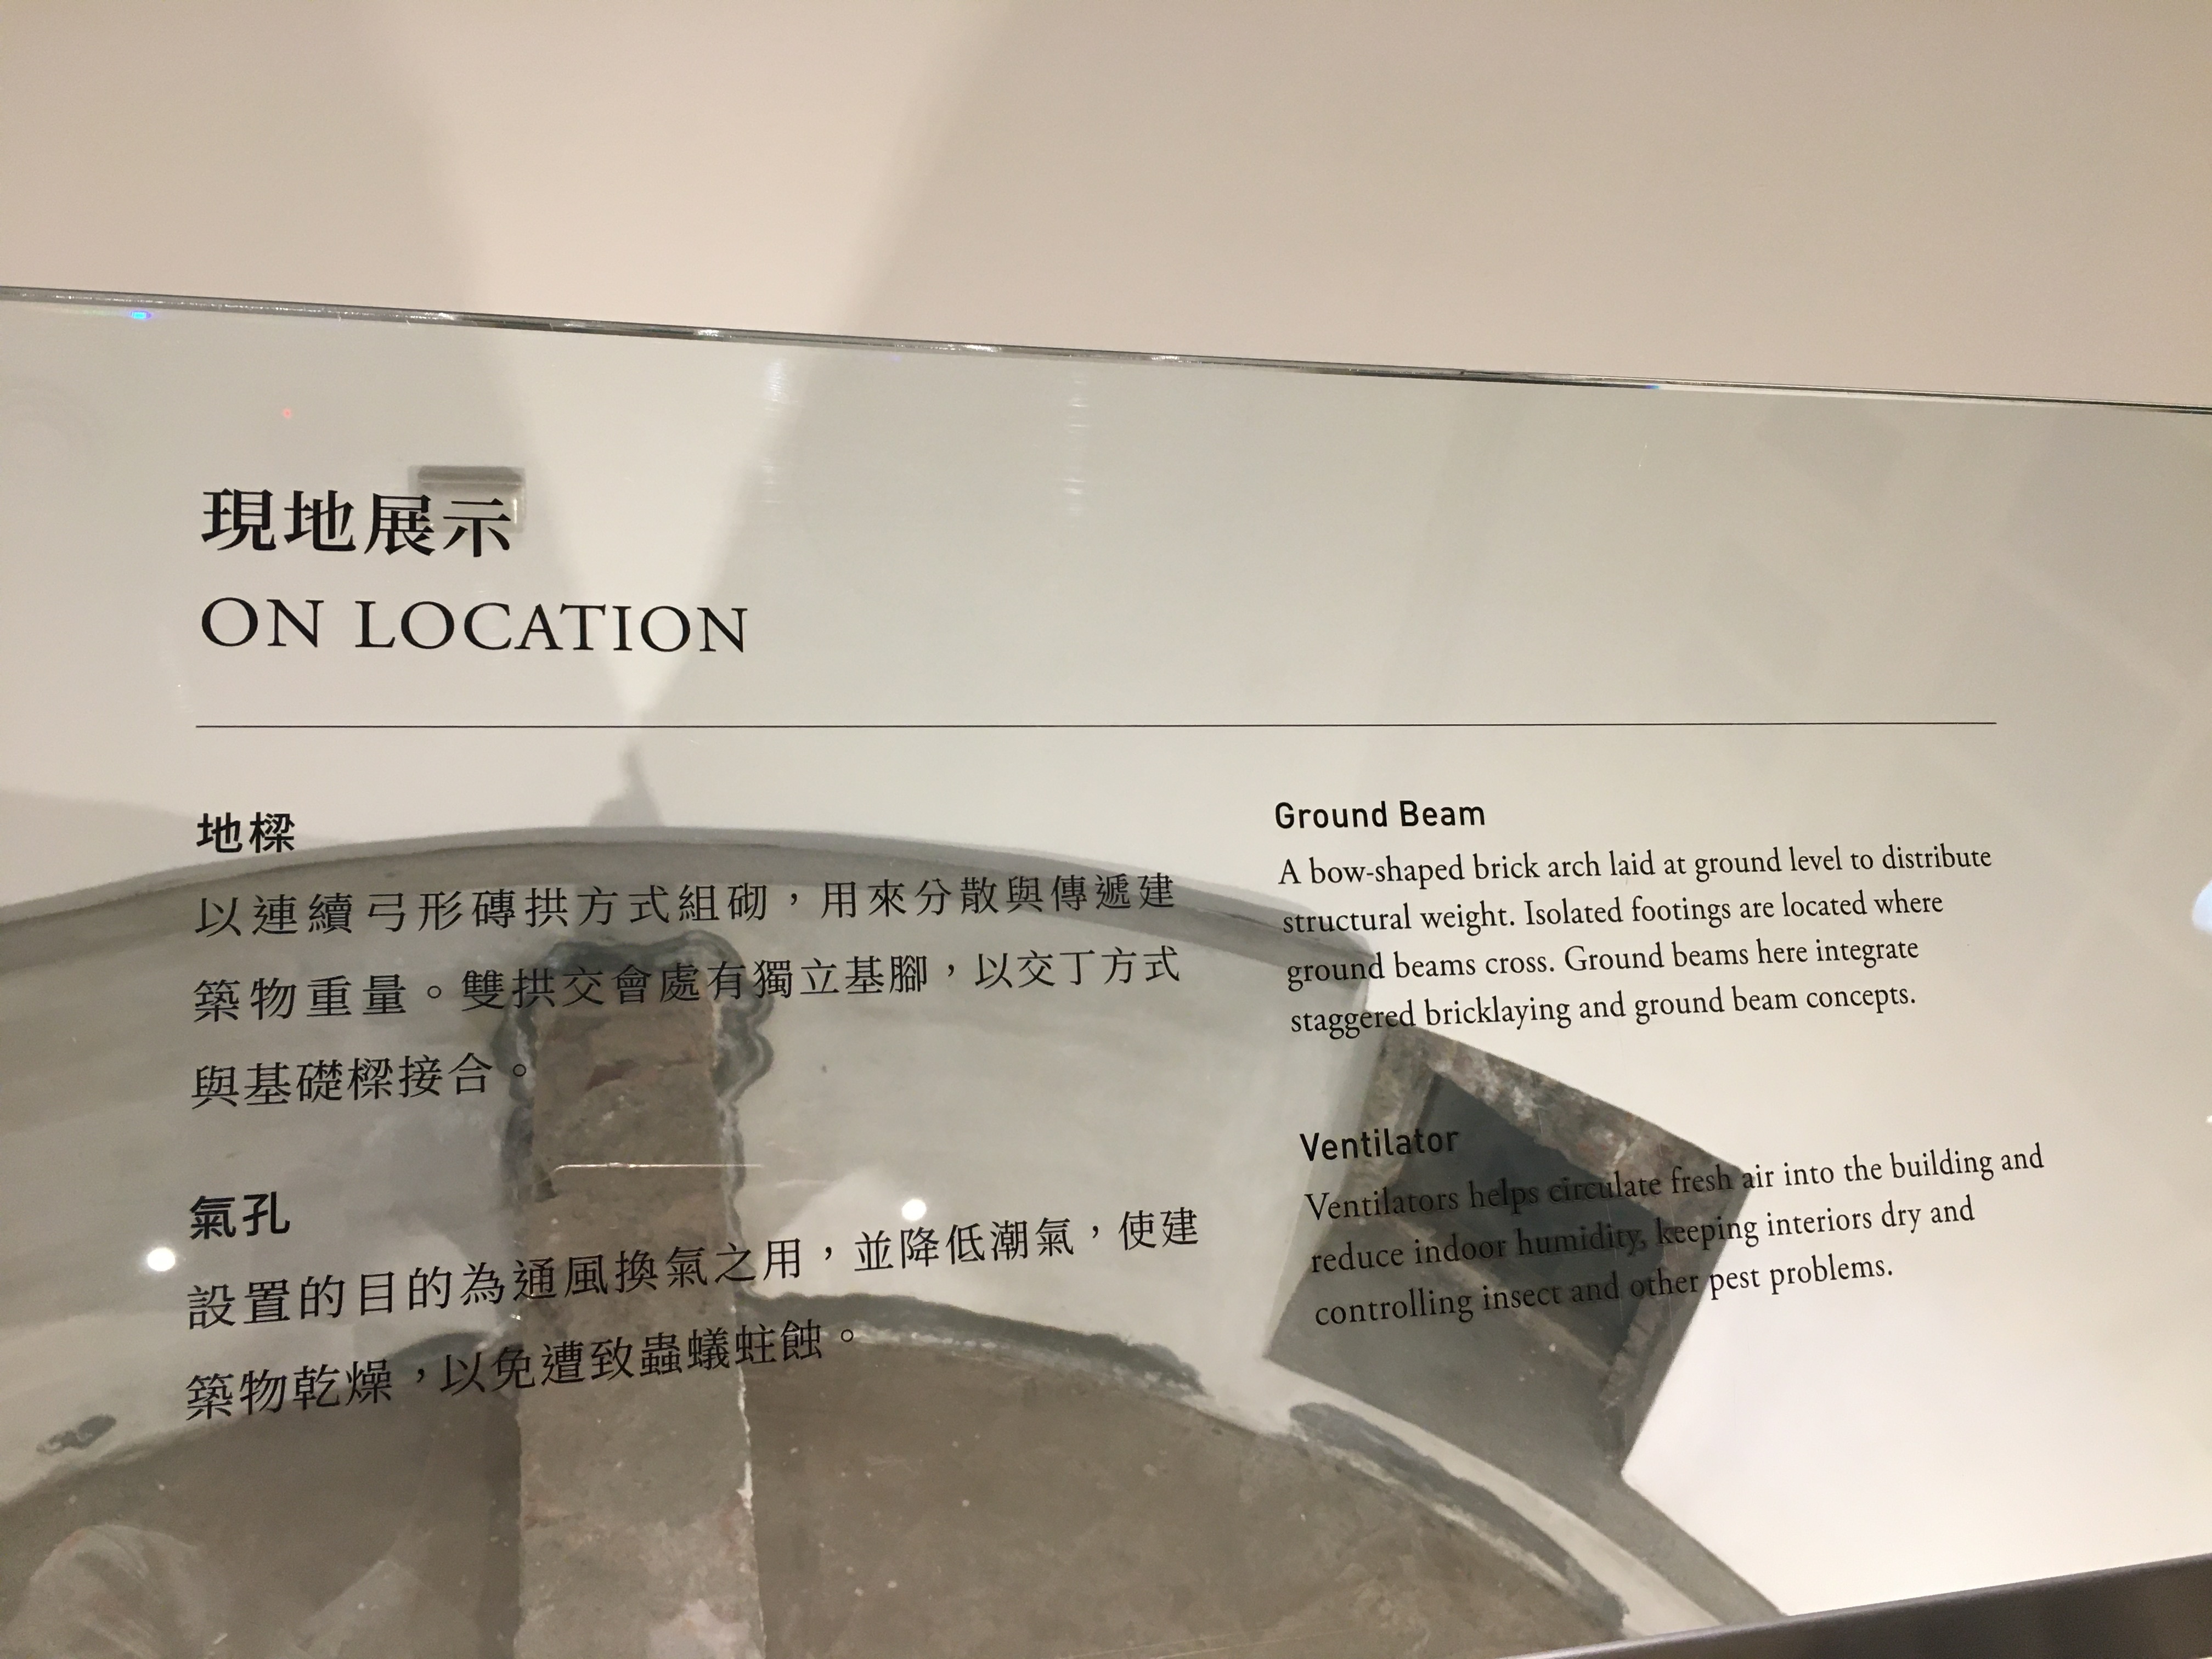 現地展示
ON LOCATION
地樑
以連續弓形磚拱方式組砌，用來分散與傳遞建
築物重量。雙拱交會處有獨立基腳，以交丁方式
與基礎樑接合。
氣孔
設置的目的為通風換氣之用，並降低潮氣，使建
築物乾燥，以免遭致蟲蟻蛀蝕。
Ground Beam
A bow-shaped brick arch laid at ground level to distribute
structural weight. Isolated footings are located where
ground beams cross. Ground beams here integrate
staggered bricklaying and ground beam concepts.
Ventilator
Ventilators helps circulate fresh air into the building and
reduce indoor humidity, keeping interiors dry and
controlling insect and other pest problems.